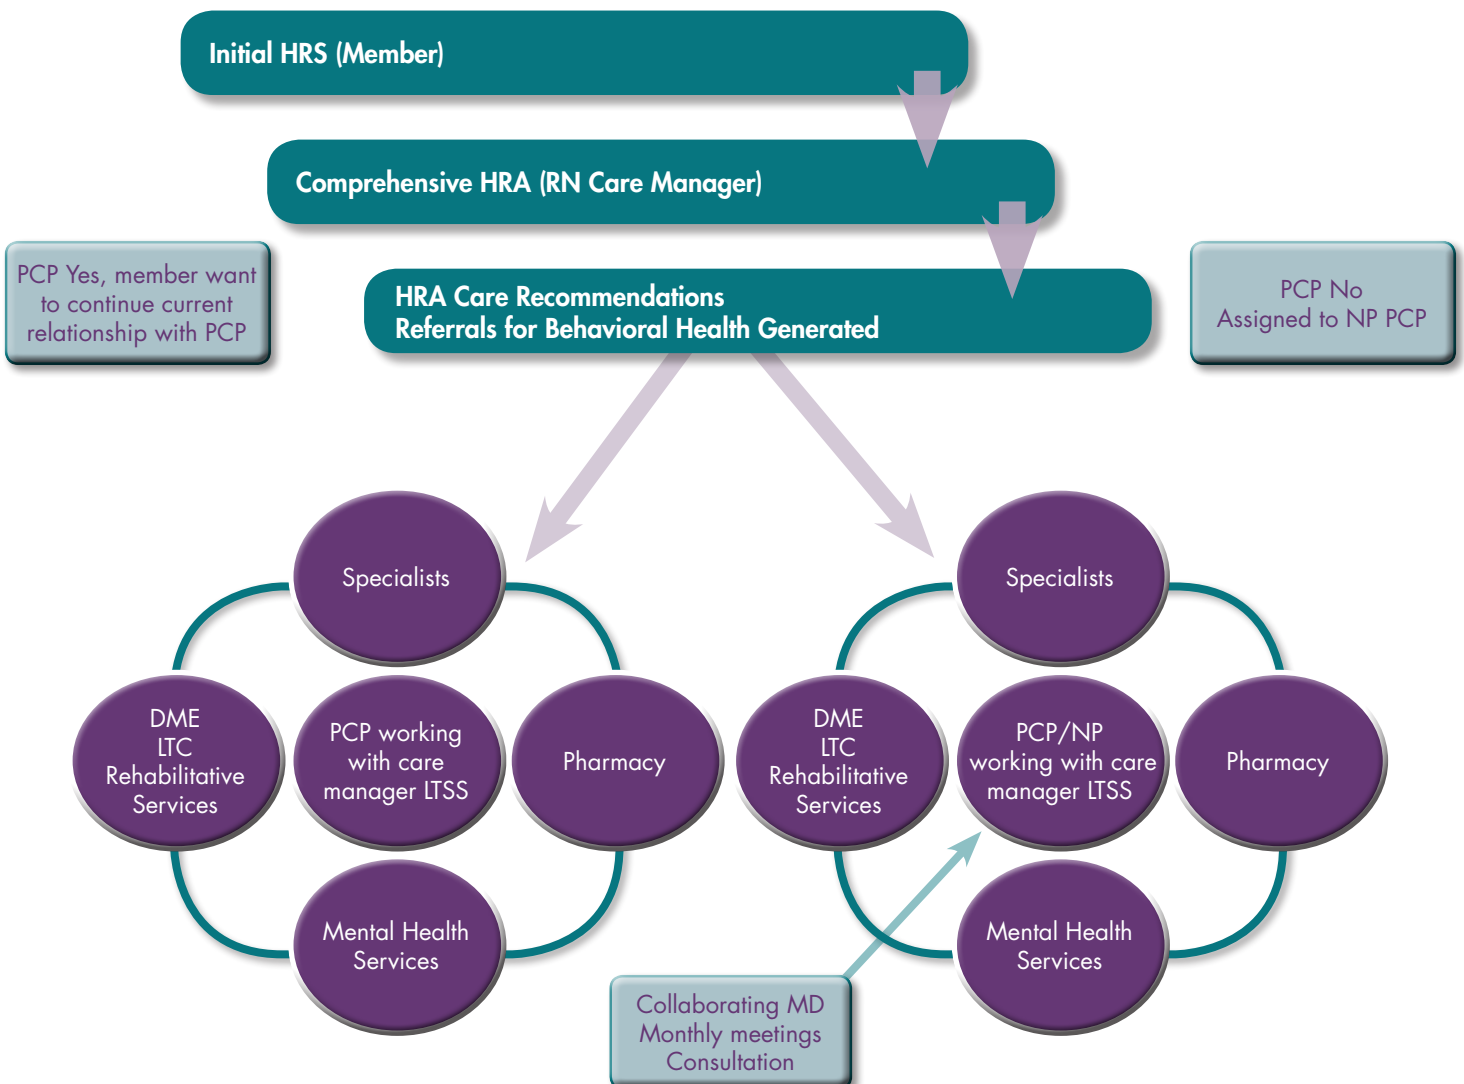 Initial HRS (Member)
Comprehensive HRA (RN Care Manager)
PCP Yes, member want
to continue current
relationship with PCP
HRA Care Recommendations
Referrals for Behavioral Health Generated
PCP No
Assigned to NP PCP
Specialists
DME
LTC
Rehabilitative
Services
PCP working
with care
manager LTSS
Pharmacy
Mental Health
Services
Specialists
DME
LTC
Rehabilitative
Services
PCP/NP
working with care
manager LTSS
Pharmacy
Mental Health
Services
Collaborating MD
Monthly meetings
Consultation